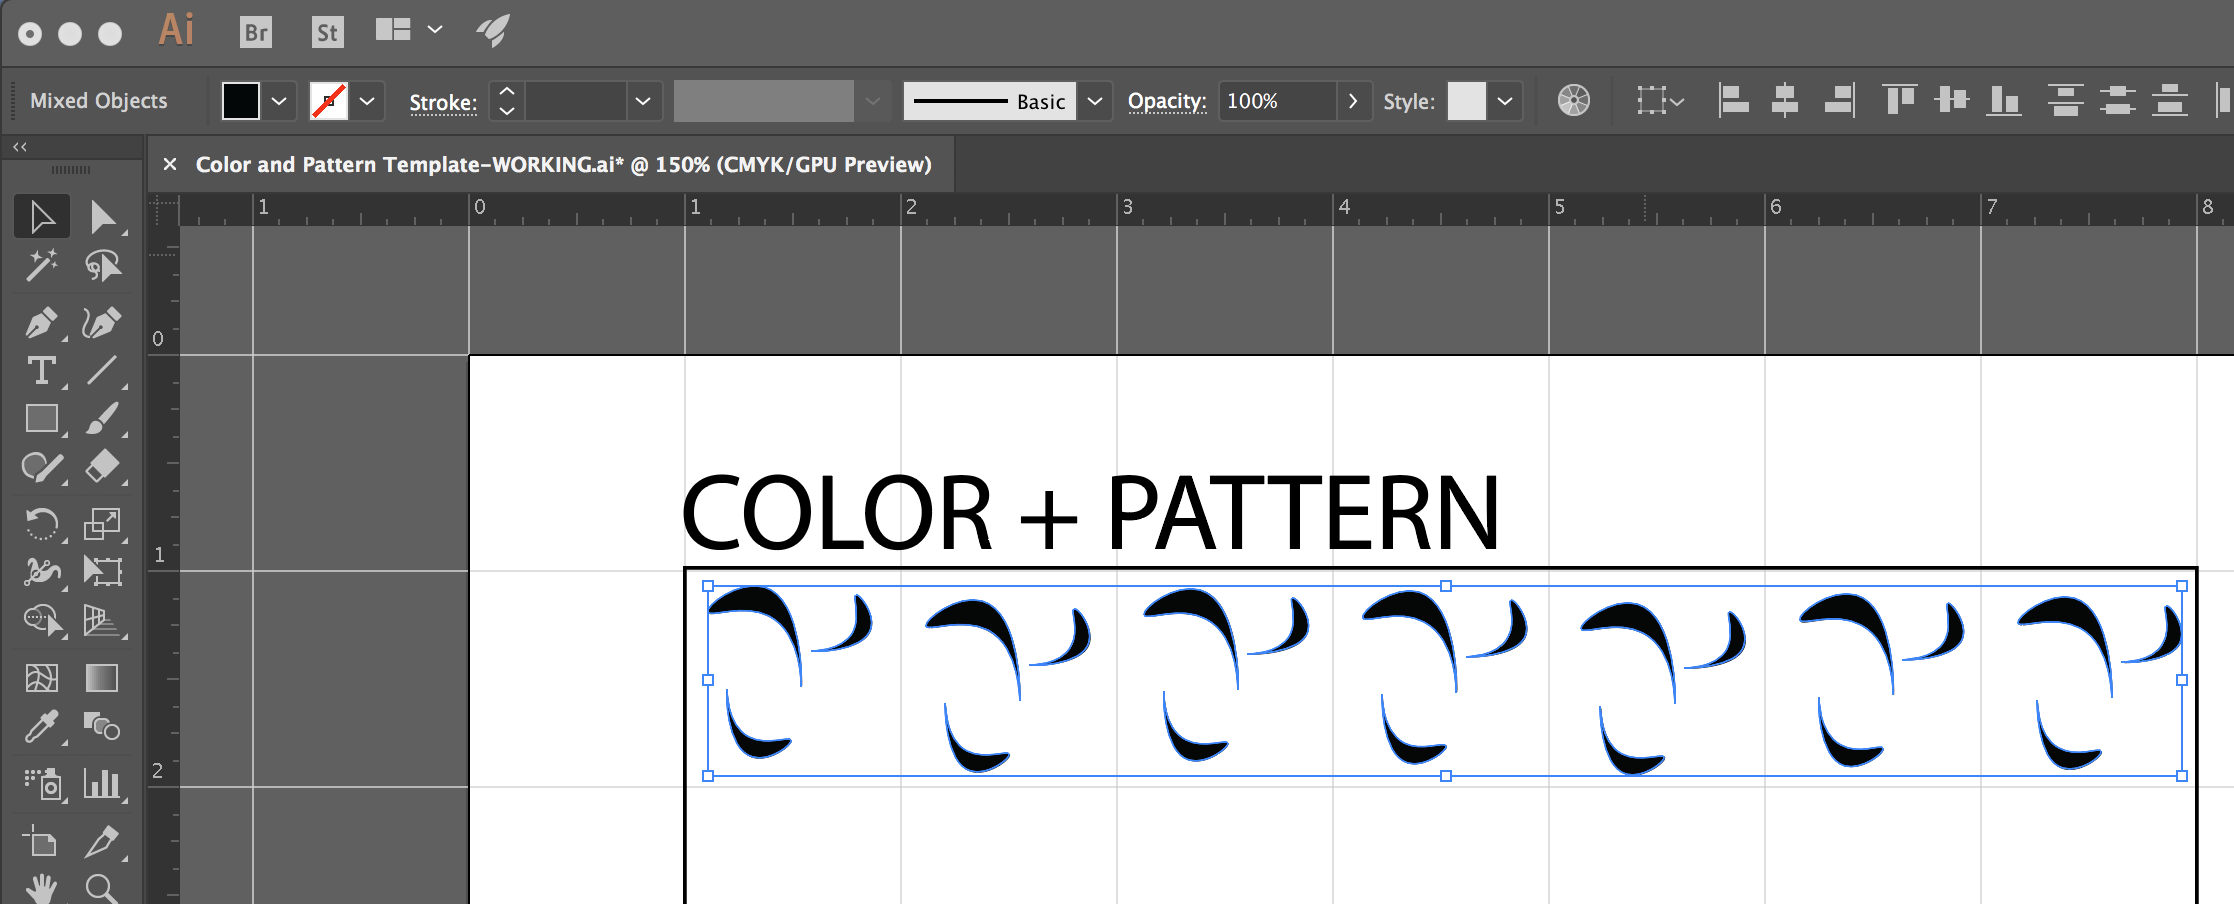 Ai Br St
Mixed Objects Stroke: Basic Opacity: 100% Style:
<<
× Color and Pattern Template-WORKING.ai* @ 150% (CMYK/GPU Preview)
1 0 1 2 3 4 5 6 7 8
0
COLOR + PATTERN
1
2